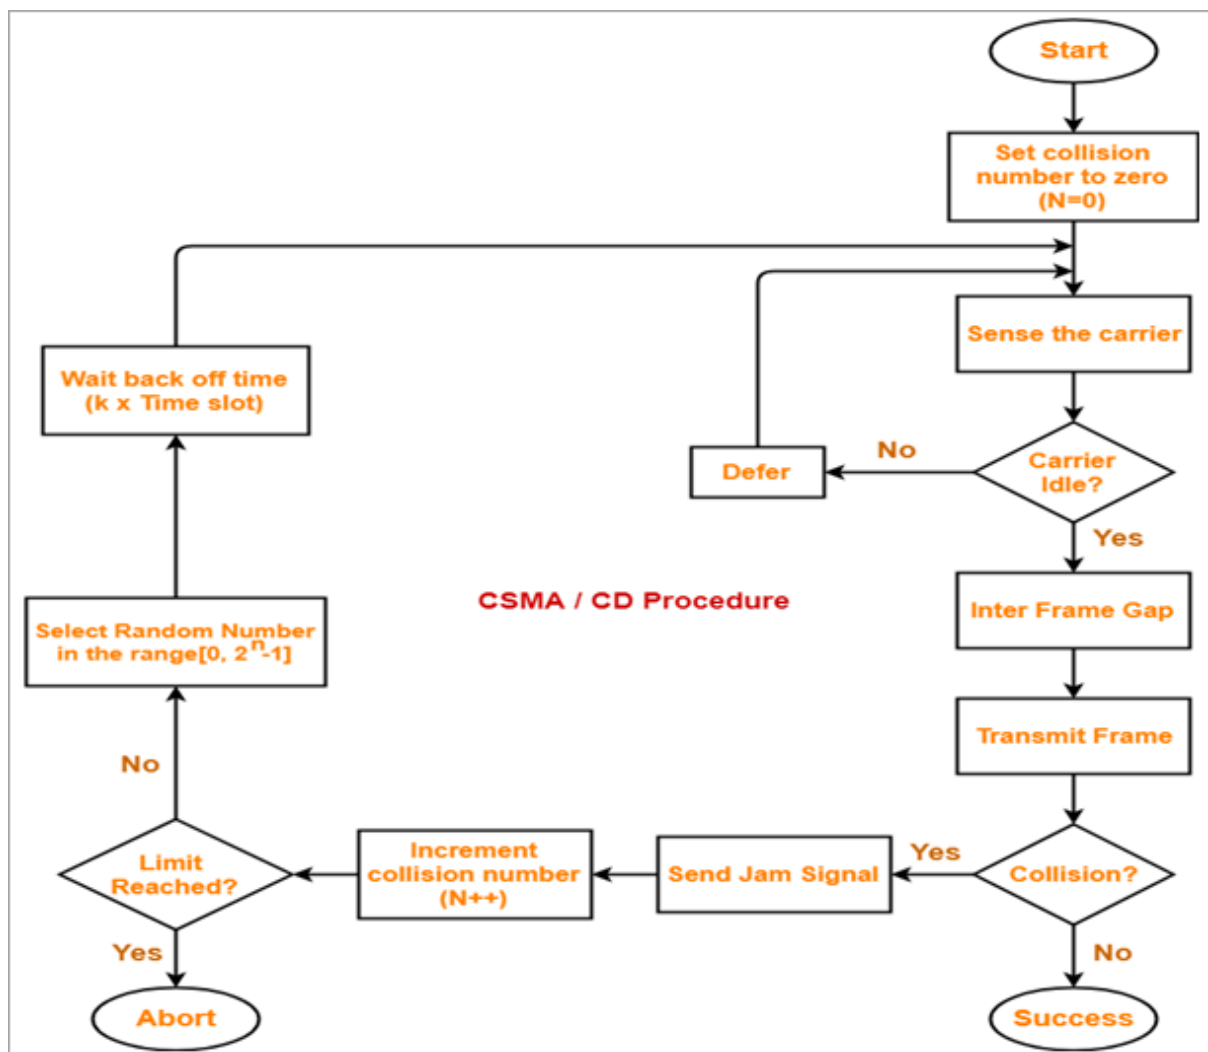 Start
Set collision
number to zero
(N=0)
Sense the carrier
Wait back off time
(k x Time slot)
No
Defer
Carrier
Idle?
Yes
CSMA / CD Procedure
Inter Frame Gap
Select Random Number
in the range[0, 2^n-1]
Transmit Frame
No
Limit
Reached?
Increment
collision number
(N++)
Send Jam Signal
Yes
Collision?
Yes
No
Abort
Success